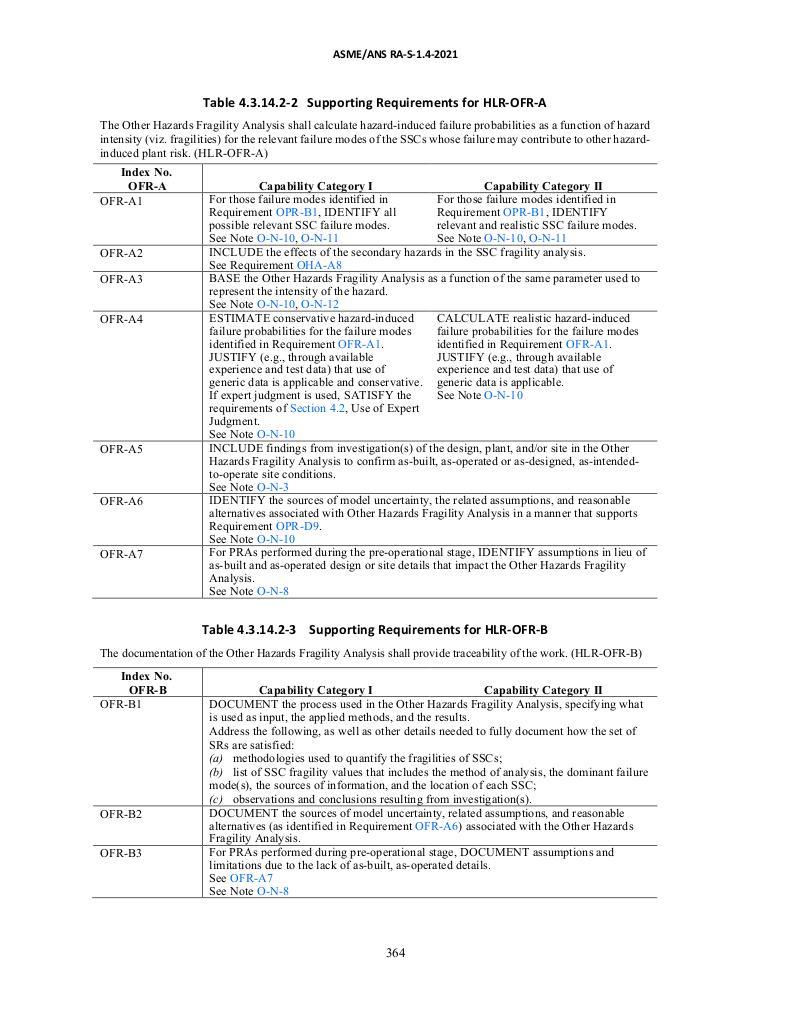 ASME/ANS RA-S-1.4-2021
Table 4.3.14.2-2 Supporting Requirements for HLR-OFR-A
The Other Hazards Fragility Analysis shall calculate hazard-induced failure probabilities as a function of hazard
intensity (viz. fragilities) for the relevant failure modes of the SSCs whose failure may contribute to other hazard-
induced plant risk. (HLR-OFR-A)
Index No.
OFR-A
Capability Category I
Capability Category II
OFR-A1
For those failure modes identified in
Requirement OPR-B1, IDENTIFY all
possible relevant SSC failure modes.
See Note O-N-10, O-N-11
For those failure modes identified in
Requirement OPR-B1, IDENTIFY
relevant and realistic SSC failure modes.
See Note O-N-10, O-N-11
OFR-A2
INCLUDE the effects of the secondary hazards in the SSC fragility analysis.
See Requirement OHA-A8
OFR-A3
BASE the Other Hazards Fragility Analysis as a function of the same parameter used to
represent the intensity of the hazard.
See Note O-N-10, O-N-12
OFR-A4
ESTIMATE conservative hazard-induced
failure probabilities for the failure modes
identified in Requirement OFR-A1.
JUSTIFY (e.g., through available
experience and test data) that use of
generic data is applicable and conservative.
If expert judgment is used, SATISFY the
requirements of Section 4.2, Use of Expert
Judgment.
See Note O-N-10
CALCULATE realistic hazard-induced
failure probabilities for the failure modes
identified in Requirement OFR-A1.
JUSTIFY (e.g., through available
experience and test data) that use of
generic data is applicable.
See Note O-N-10
OFR-A5
INCLUDE findings from investigation(s) of the design, plant, and/or site in the Other
Hazards Fragility Analysis to confirm as-built, as-operated or as-designed, as-intended-
to-operate site conditions.
See Note O-N-3
OFR-A6
IDENTIFY the sources of model uncertainty, the related assumptions, and reasonable
alternatives associated with Other Hazards Fragility Analysis in a manner that supports
Requirement OPR-D9.
See Note O-N-10
OFR-A7
For PRAs performed during the pre-operational stage, IDENTIFY assumptions in lieu of
as-built and as-operated design or site details that impact the Other Hazards Fragility
Analysis.
See Note O-N-8
Table 4.3.14.2-3 Supporting Requirements for HLR-OFR-B
The documentation of the Other Hazards Fragility Analysis shall provide traceability of the work. (HLR-OFR-B)
Index No.
OFR-B
Capability Category I
Capability Category II
OFR-B1
DOCUMENT the process used in the Other Hazards Fragility Analysis, specifying what
is used as input, the applied methods, and the results.
Address the following, as well as other details needed to fully document how the set of
SRs are satisfied:
(a) methodologies used to quantify the fragilities of SSCs;
(b) list of SSC fragility values that includes the method of analysis, the dominant failure
mode(s), the sources of information, and the location of each SSC;
(c) observations and conclusions resulting from investigation(s).
OFR-B2
DOCUMENT the sources of model uncertainty, related assumptions, and reasonable
alternatives (as identified in Requirement OFR-A6) associated with the Other Hazards
Fragility Analysis.
OFR-B3
For PRAs performed during pre-operational stage, DOCUMENT assumptions and
limitations due to the lack of as-built, as-operated details.
See OFR-A7
See Note O-N-8
364